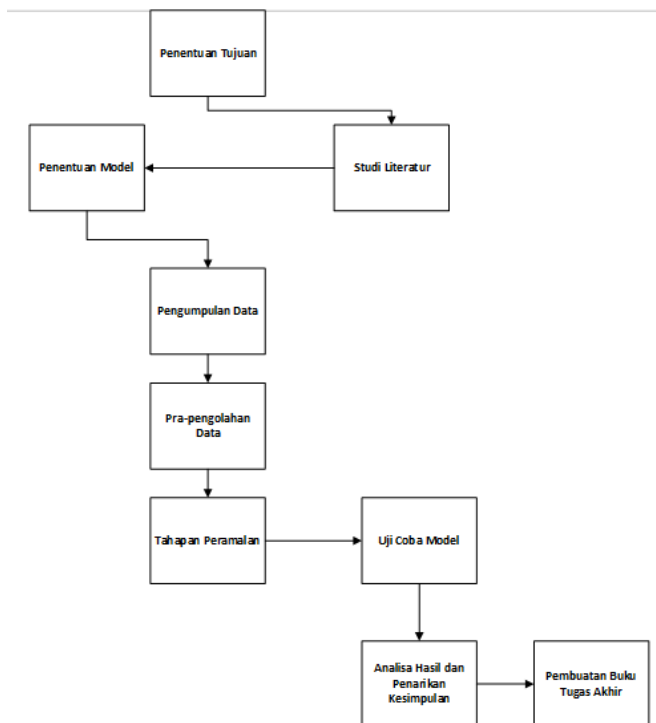 Penentuan Tujuan
Studi Literatur
Penentuan Model
Pengumpulan Data
Pra-pengolahan
Data
Tahapan Peramalan
Uji Coba Model
Analisa Hasil dan
Penarikan
Kesimpulan
Pembuatan Buku
Tugas Akhir